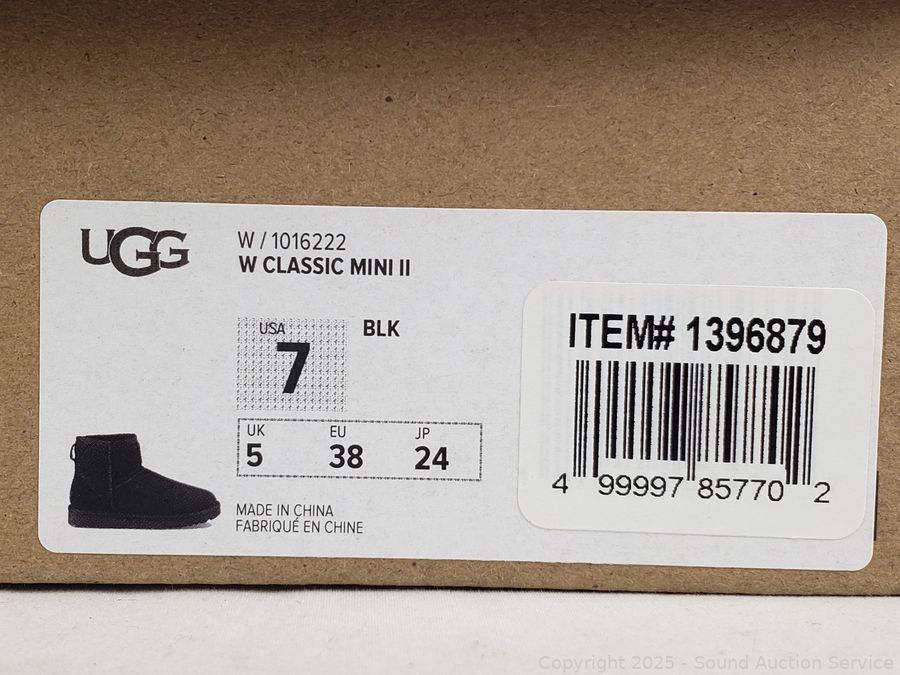 UGG
W / 1016222
W CLASSIC MINI II
USA
7
BLK
UK EU JP
5 38 24
MADE IN CHINA
FABRIQUÉ EN CHINE
ITEM# 1396879
4 99997 85770 2
Copyright 2025 - Sound Auction Service